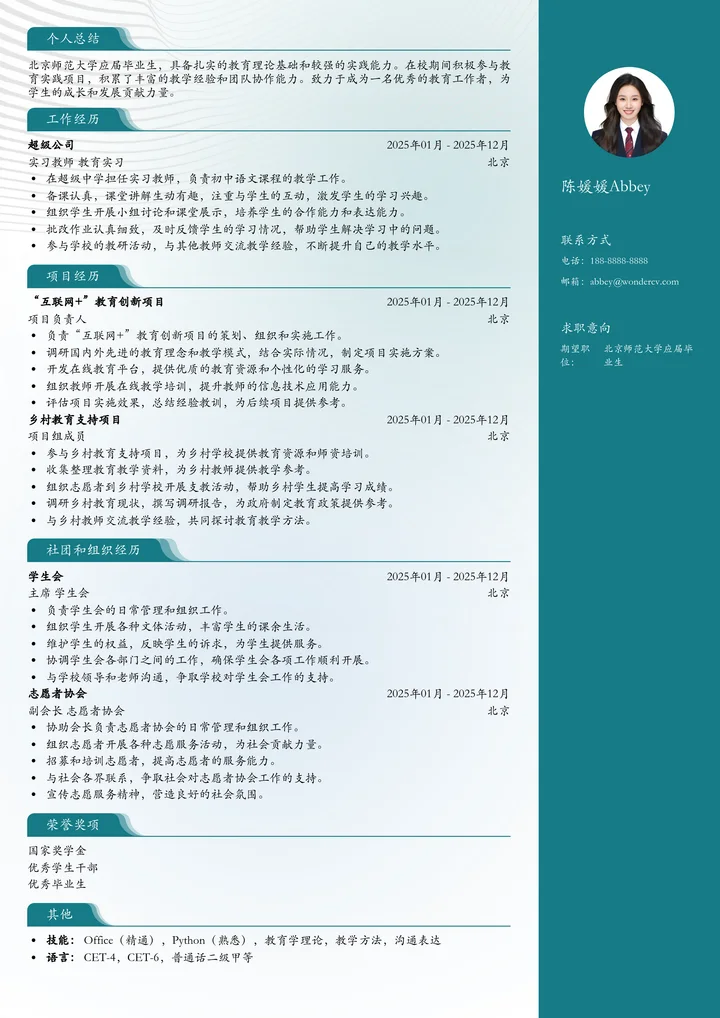 个人总结
北京师范大学应届毕业生，具备扎实的教育理论基础和较强的实践能力。在校期间积极参与教
育实践项目，积累了丰富的教学经验和团队协作能力。致力于成为一名优秀的教育工作者，为
学生的成长和发展贡献力量。
工作经历
超级公司 2025年01月 - 2025年12月
实习教师 教育实习 北京
• 在超级中学担任实习教师，负责初中语文课程的教学工作。
• 备课认真，课堂讲解生动有趣，注重与学生的互动，激发学生的学习兴趣。
• 组织学生开展小组讨论和课堂展示，培养学生的合作能力和表达能力。
• 批改作业认真细致，及时反馈学生的学习情况，帮助学生解决学习中的问题。
• 参与学校的教研活动，与其他教师交流教学经验，不断提升自己的教学水平。
项目经历
“互联网+”教育创新项目 2025年01月 - 2025年12月
项目负责人 北京
• 负责“互联网+”教育创新项目的策划、组织和实施工作。
• 调研国内外先进的教育理念和教学模式，结合实际情况，制定项目实施方案。
• 开发在线教育平台，提供优质的教育资源和个性化的学习服务。
• 组织教师开展在线教学培训，提升教师的信息技术应用能力。
• 评估项目实施效果，总结经验教训，为后续项目提供参考。
乡村教育支持项目 2025年01月 - 2025年12月
项目组成员 北京
• 参与乡村教育支持项目，为乡村学校提供教育资源和师资培训。
• 收集整理教育教学资料，为乡村教师提供教学参考。
• 组织志愿者到乡村学校开展支教活动，帮助乡村学生提高学习成绩。
• 调研乡村教育现状，撰写调研报告，为政府制定教育政策提供参考。
• 与乡村教师交流教学经验，共同探讨教育教学方法。
社团和组织经历
学生会 2025年01月 - 2025年12月
主席 学生会 北京
• 负责学生会的日常管理和组织工作。
• 组织学生开展各种文体活动，丰富学生的课余生活。
• 维护学生的权益，反映学生的诉求，为学生提供服务。
• 协调学生会各部门之间的工作，确保学生会各项工作顺利开展。
• 与学校领导和老师沟通，争取学校对学生会工作的支持。
志愿者协会 2025年01月 - 2025年12月
副会长 志愿者协会 北京
• 协助会长负责志愿者协会的日常管理和组织工作。
• 组织志愿者开展各种志愿服务活动，为社会贡献力量。
• 招募和培训志愿者，提高志愿者的服务能力。
• 与社会各界联系，争取社会对志愿者协会工作的支持。
• 宣传志愿服务精神，营造良好的社会氛围。
荣誉奖项
国家奖学金
优秀学生干部
优秀毕业生
其他
• 技能： Office（精通），Python（熟悉），教育学理论，教学方法，沟通表达
• 语言： CET-4，CET-6，普通话二级甲等
陈媛媛Abbey
联系方式
电话：188-8888-8888
邮箱：abbey@wondercv.com
求职意向
期望职 北京师范大学应届毕
位： 业生